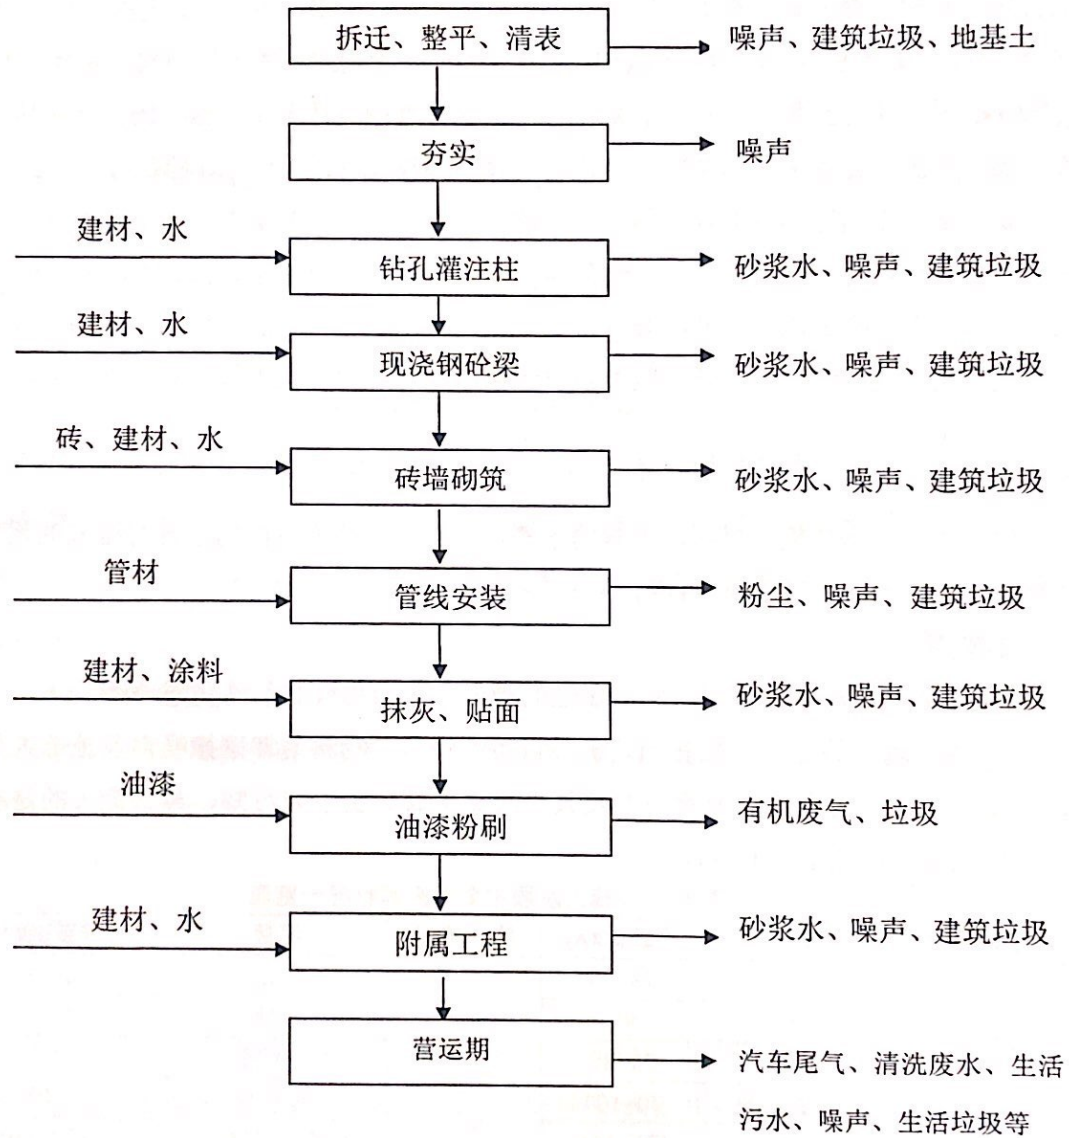 拆迁、整平、清表
噪声、建筑垃圾、地基土
夯实
噪声
建材、水
钻孔灌注柱
砂浆水、噪声、建筑垃圾
建材、水
现浇钢砼梁
砂浆水、噪声、建筑垃圾
砖、建材、水
砖墙砌筑
砂浆水、噪声、建筑垃圾
管材
管线安装
粉尘、噪声、建筑垃圾
建材、涂料
抹灰、贴面
砂浆水、噪声、建筑垃圾
油漆
油漆粉刷
有机废气、垃圾
建材、水
附属工程
砂浆水、噪声、建筑垃圾
营运期
汽车尾气、清洗废水、生活
污水、噪声、生活垃圾等